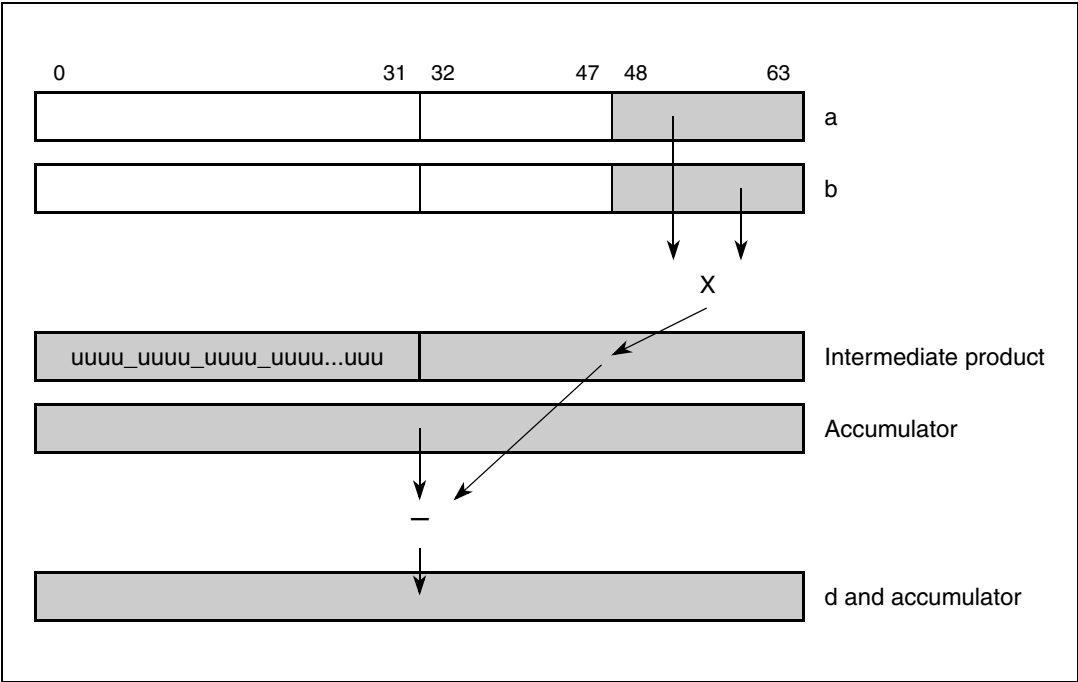 0 31 32 47 48 63
a
b
X
uuuu_uuuu_uuuu_uuuu...uuu Intermediate product
Accumulator
–
d and accumulator